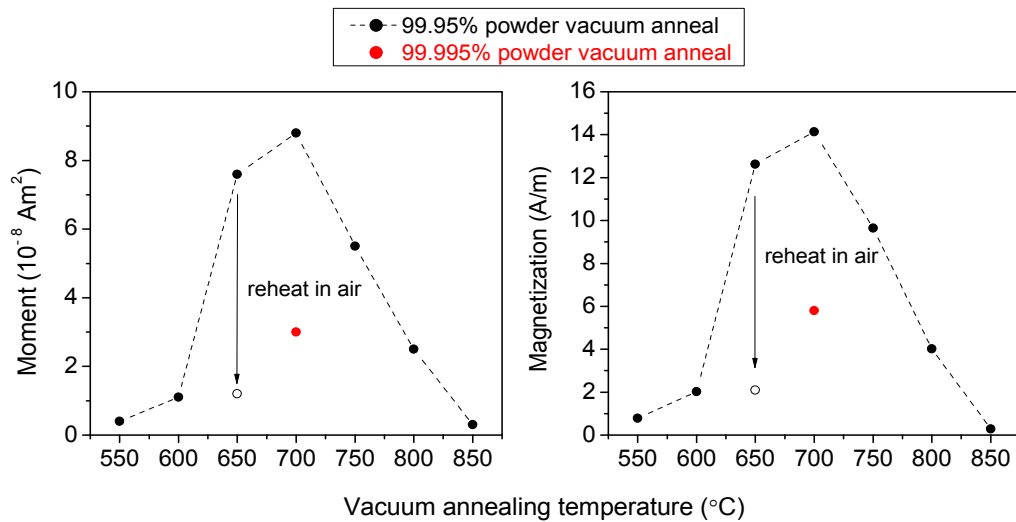 99.95% powder vacuum anneal
99.995% powder vacuum anneal
Moment (10⁻⁸ Am²)
10
8
6
4
2
0
reheat in air
550 600 650 700 750 800 850
Magnetization (A/m)
16
14
12
10
8
6
4
2
0
reheat in air
550 600 650 700 750 800 850
Vacuum annealing temperature (°C)